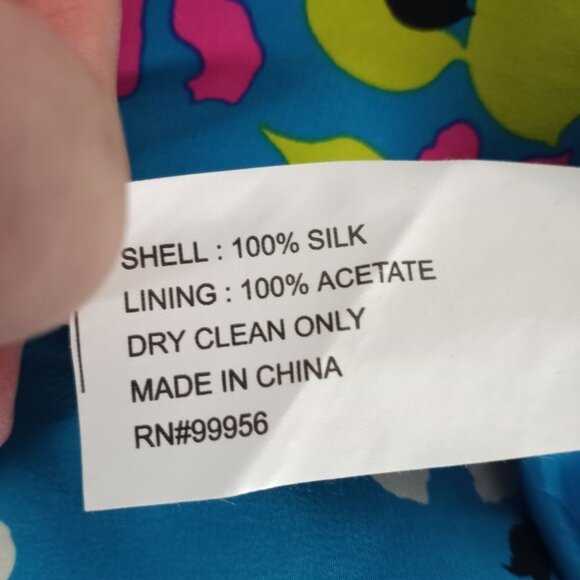 SHELL : 100% SILK
LINING : 100% ACETATE
DRY CLEAN ONLY
MADE IN CHINA
RN#99956